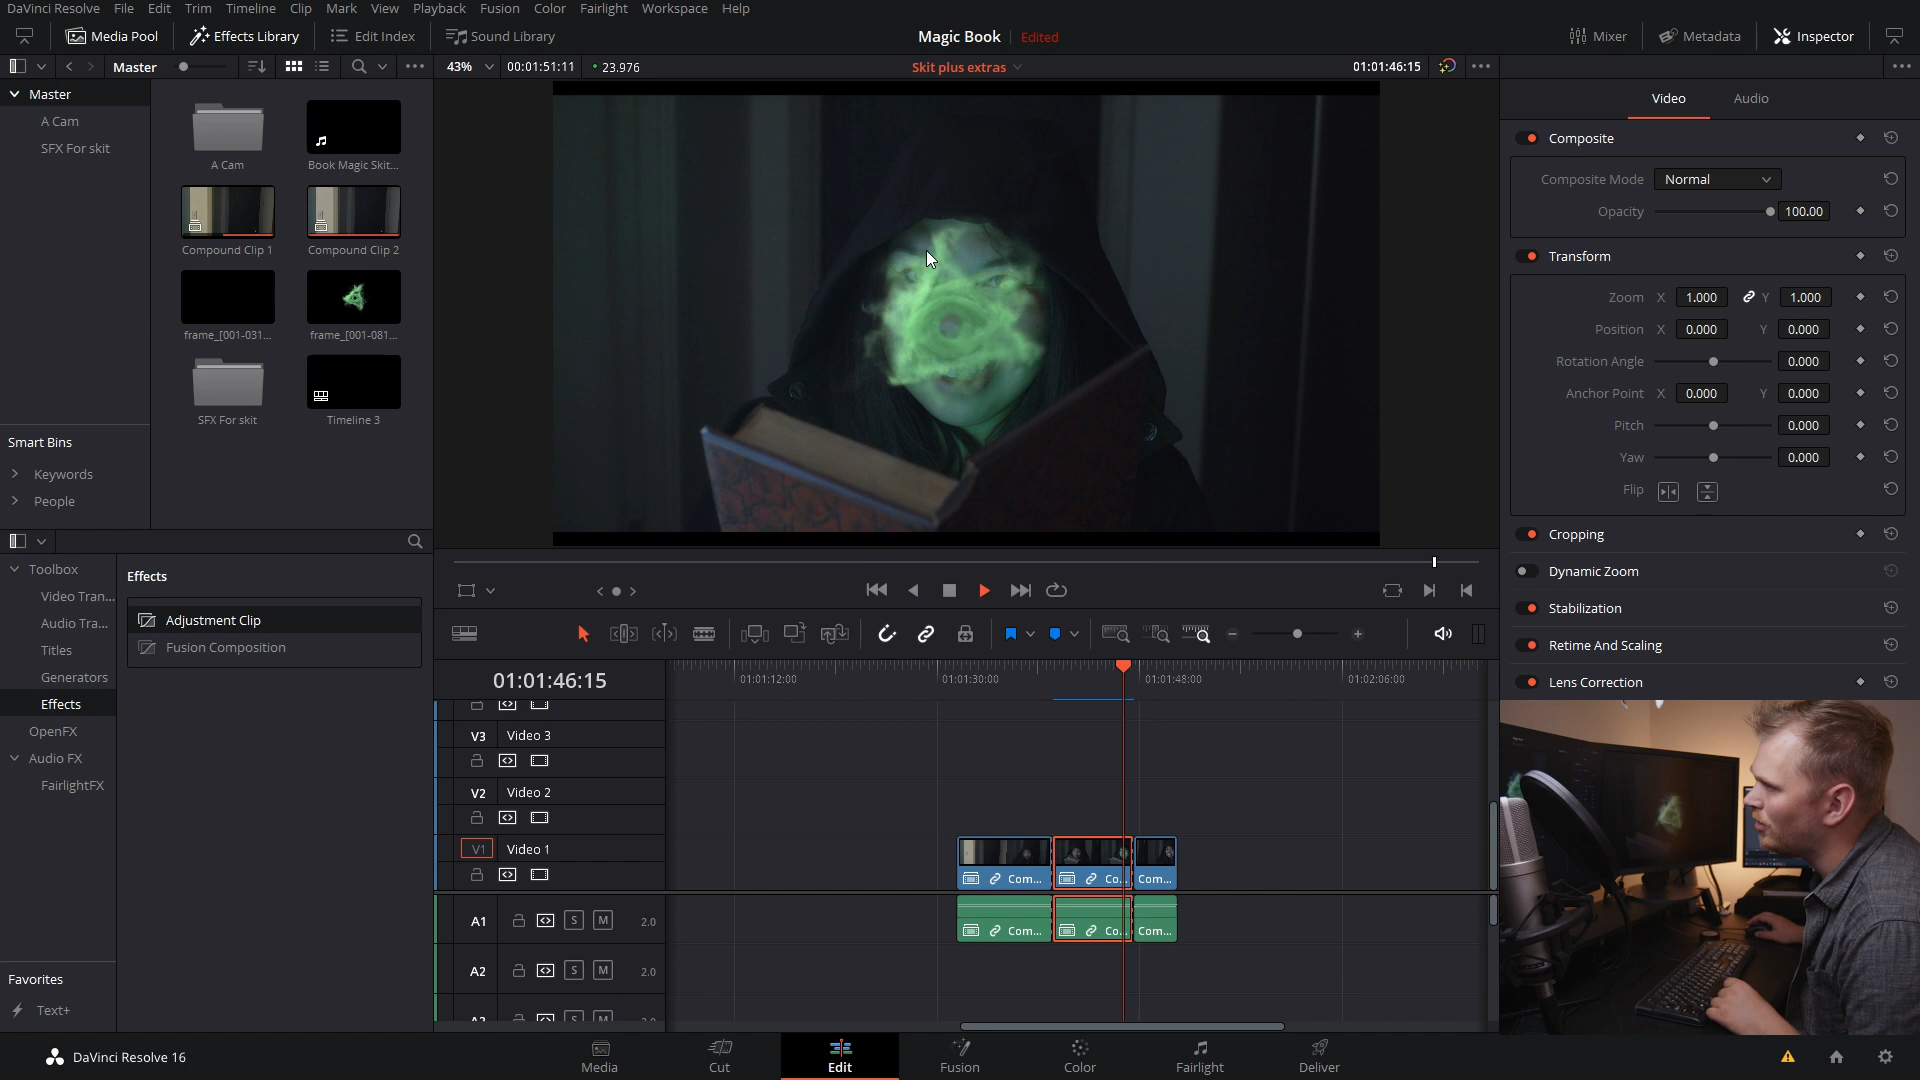 DaVinci Resolve File Edit Trim Timeline Clip Mark View Playback Fusion Color Fairlight Workspace Help
Media Pool Effects Library Edit Index Sound Library Magic Book Edited Mixer Metadata Inspector
Master 43% 00:01:51:11 23.976 Skit plus extras 01:01:46:15
Master
A Cam
SFX For skit
A Cam Book Magic Skit...
Compound Clip 1 Compound Clip 2
frame_[001-031... frame_[001-081...
SFX For skit Timeline 3
Smart Bins
Keywords
People
Video Audio
Composite
Composite Mode Normal
Opacity 100.00
Transform
Zoom X 1.000 Y 1.000
Position X 0.000 Y 0.000
Rotation Angle 0.000
Anchor Point X 0.000 Y 0.000
Pitch 0.000
Yaw 0.000
Flip
Cropping
Dynamic Zoom
Stabilization
Retime And Scaling
Lens Correction
Toolbox
Video Tran...
Audio Tra...
Titles
Generators
Effects
OpenFX
Audio FX
FairlightFX
Favorites
Text+
Effects
Adjustment Clip
Fusion Composition
01:01:46:15 01:01:12:00 01:01:30:00 01:01:48:00 01:02:06:00
V3 Video 3
V2 Video 2
V1 Video 1
Com... Co... Com...
A1 S M 2.0
Com... Co... Com...
A2 S M 2.0
DaVinci Resolve 16 Media Cut Edit Fusion Color Fairlight Deliver